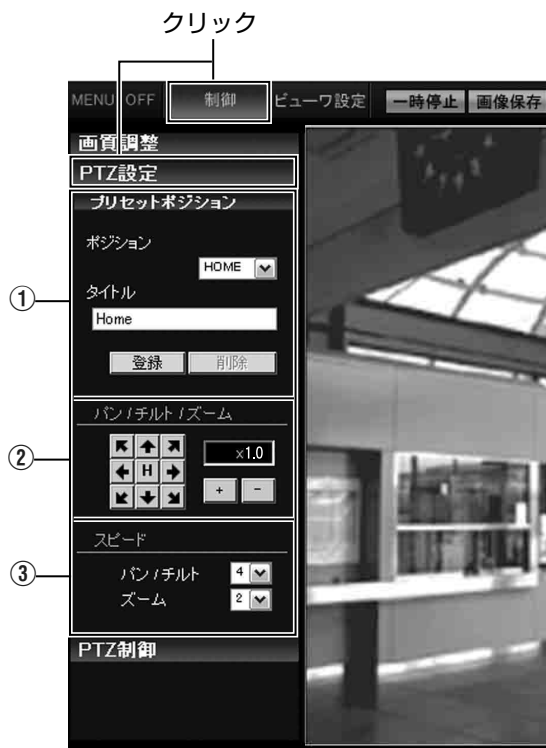 クリック
MENU OFF 制御 ビューワ設定 一時停止 画像保存
画質調整
PTZ設定
プリセットポジション
ポジション
HOME
① タイトル
Home
登録 削除
パン/チルト/ズーム
② ×1.0
H
+ -
スピード
③ パン/チルト 4
ズーム 2
PTZ制御